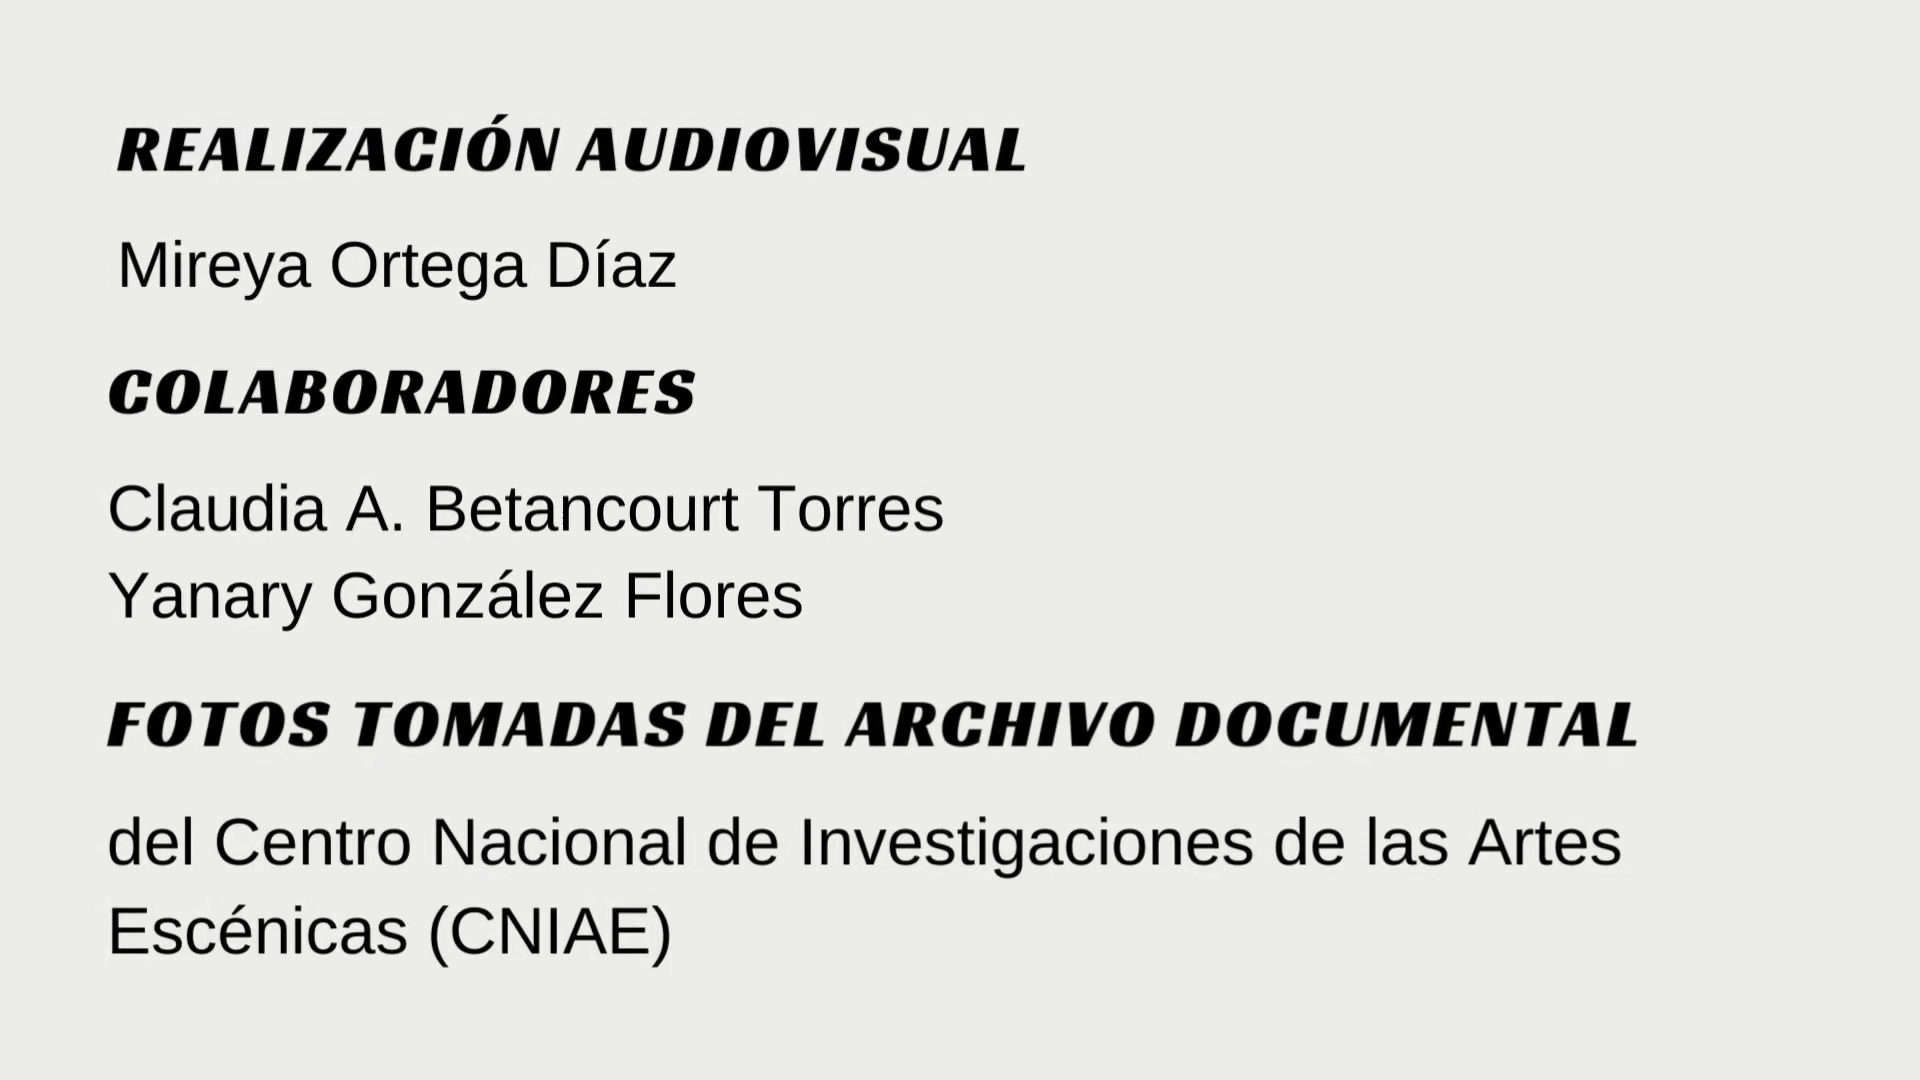 REALIZACIÓN AUDIOVISUAL
Mireya Ortega Díaz
COLABORADORES
Claudia A. Betancourt Torres
Yanary González Flores
FOTOS TOMADAS DEL ARCHIVO DOCUMENTAL
del Centro Nacional de Investigaciones de las Artes
Escénicas (CNIAE)